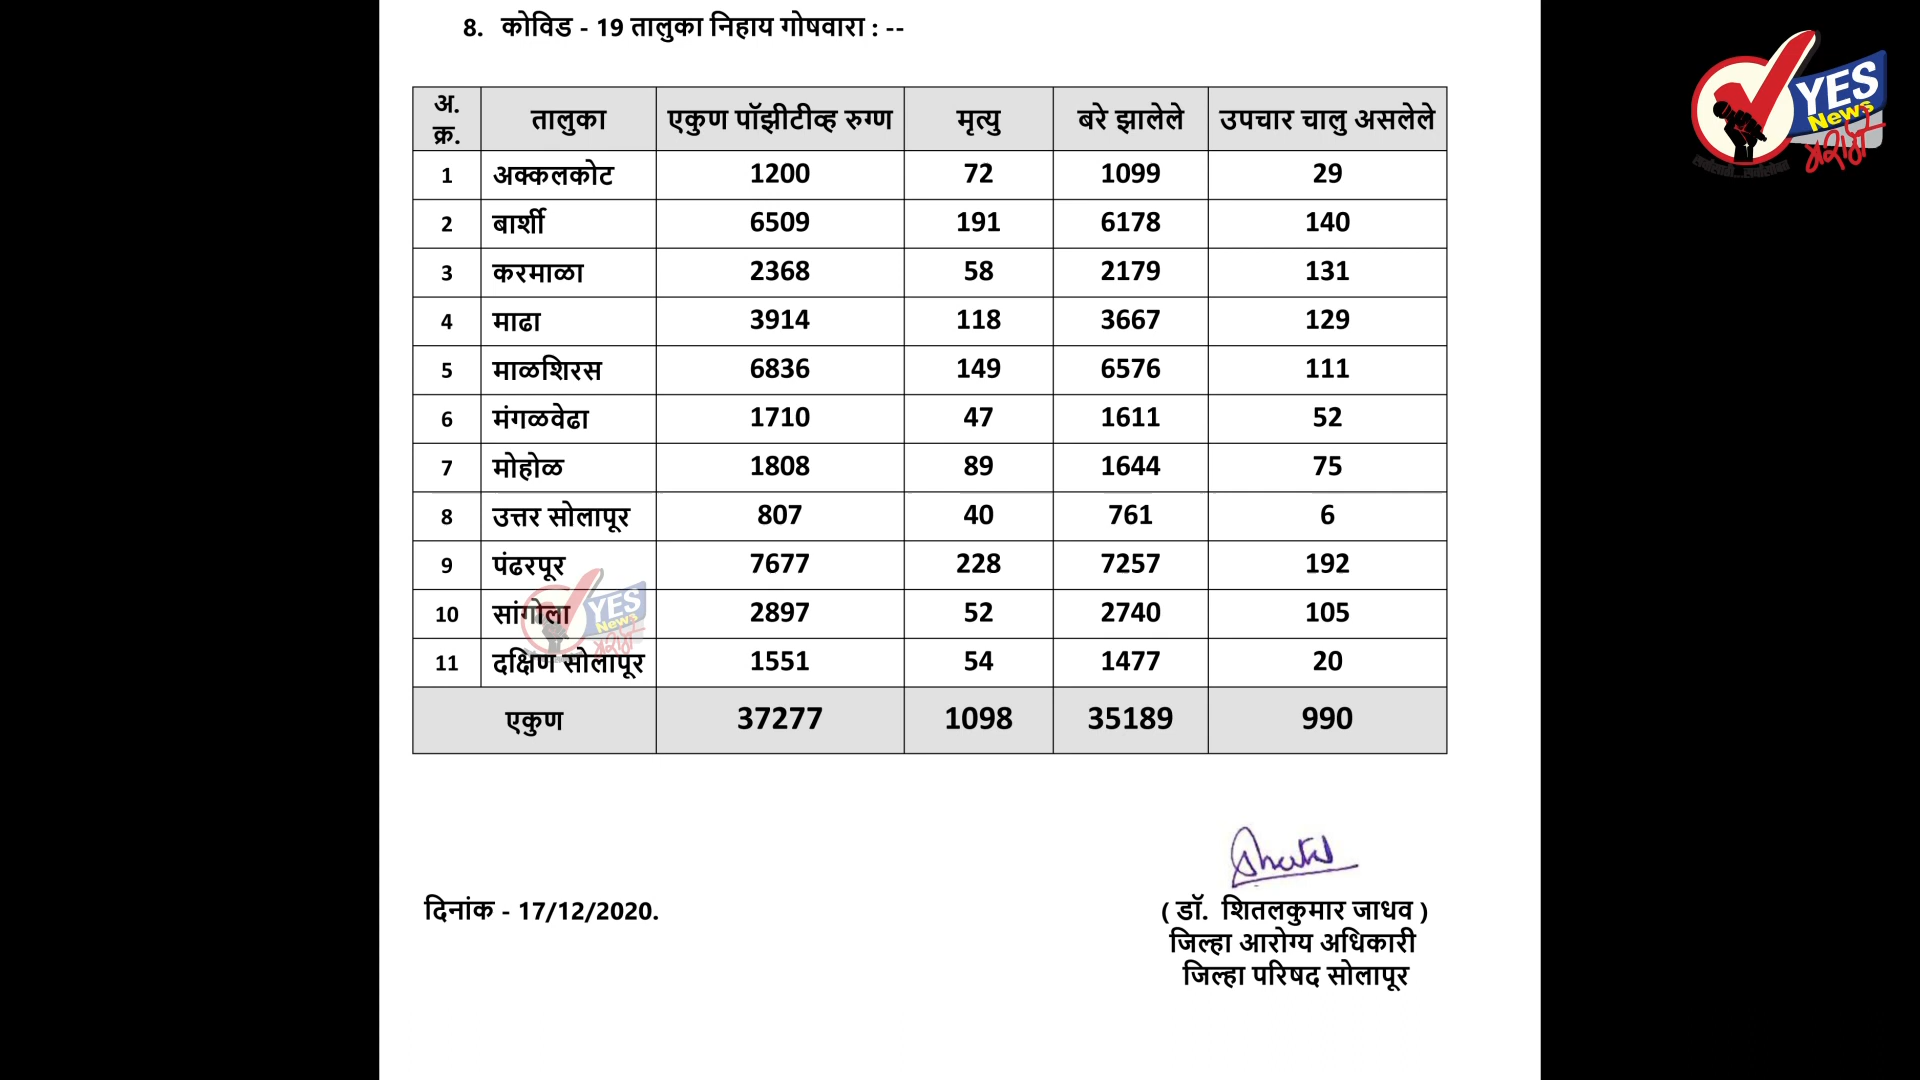 8. कोविड - 19 तालुका निहाय गोषवारा : --
YES
News
मराठी
अ. क्र. तालुका एकुण पॉझीटीव्ह रुग्ण मृत्यु बरे झालेले उपचार चालु असलेले
1 अक्कलकोट 1200 72 1099 29
2 बार्शी 6509 191 6178 140
3 करमाळा 2368 58 2179 131
4 माढा 3914 118 3667 129
5 माळशिरस 6836 149 6576 111
6 मंगळवेढा 1710 47 1611 52
7 मोहोळ 1808 89 1644 75
8 उत्तर सोलापूर 807 40 761 6
9 पंढरपूर 7677 228 7257 192
10 सांगोला 2897 52 2740 105
YES
News
मराठी
11 दक्षिण सोलापूर 1551 54 1477 20
एकुण 37277 1098 35189 990
दिनांक - 17/12/2020.
( डॉ. शितलकुमार जाधव )
जिल्हा आरोग्य अधिकारी
जिल्हा परिषद सोलापूर